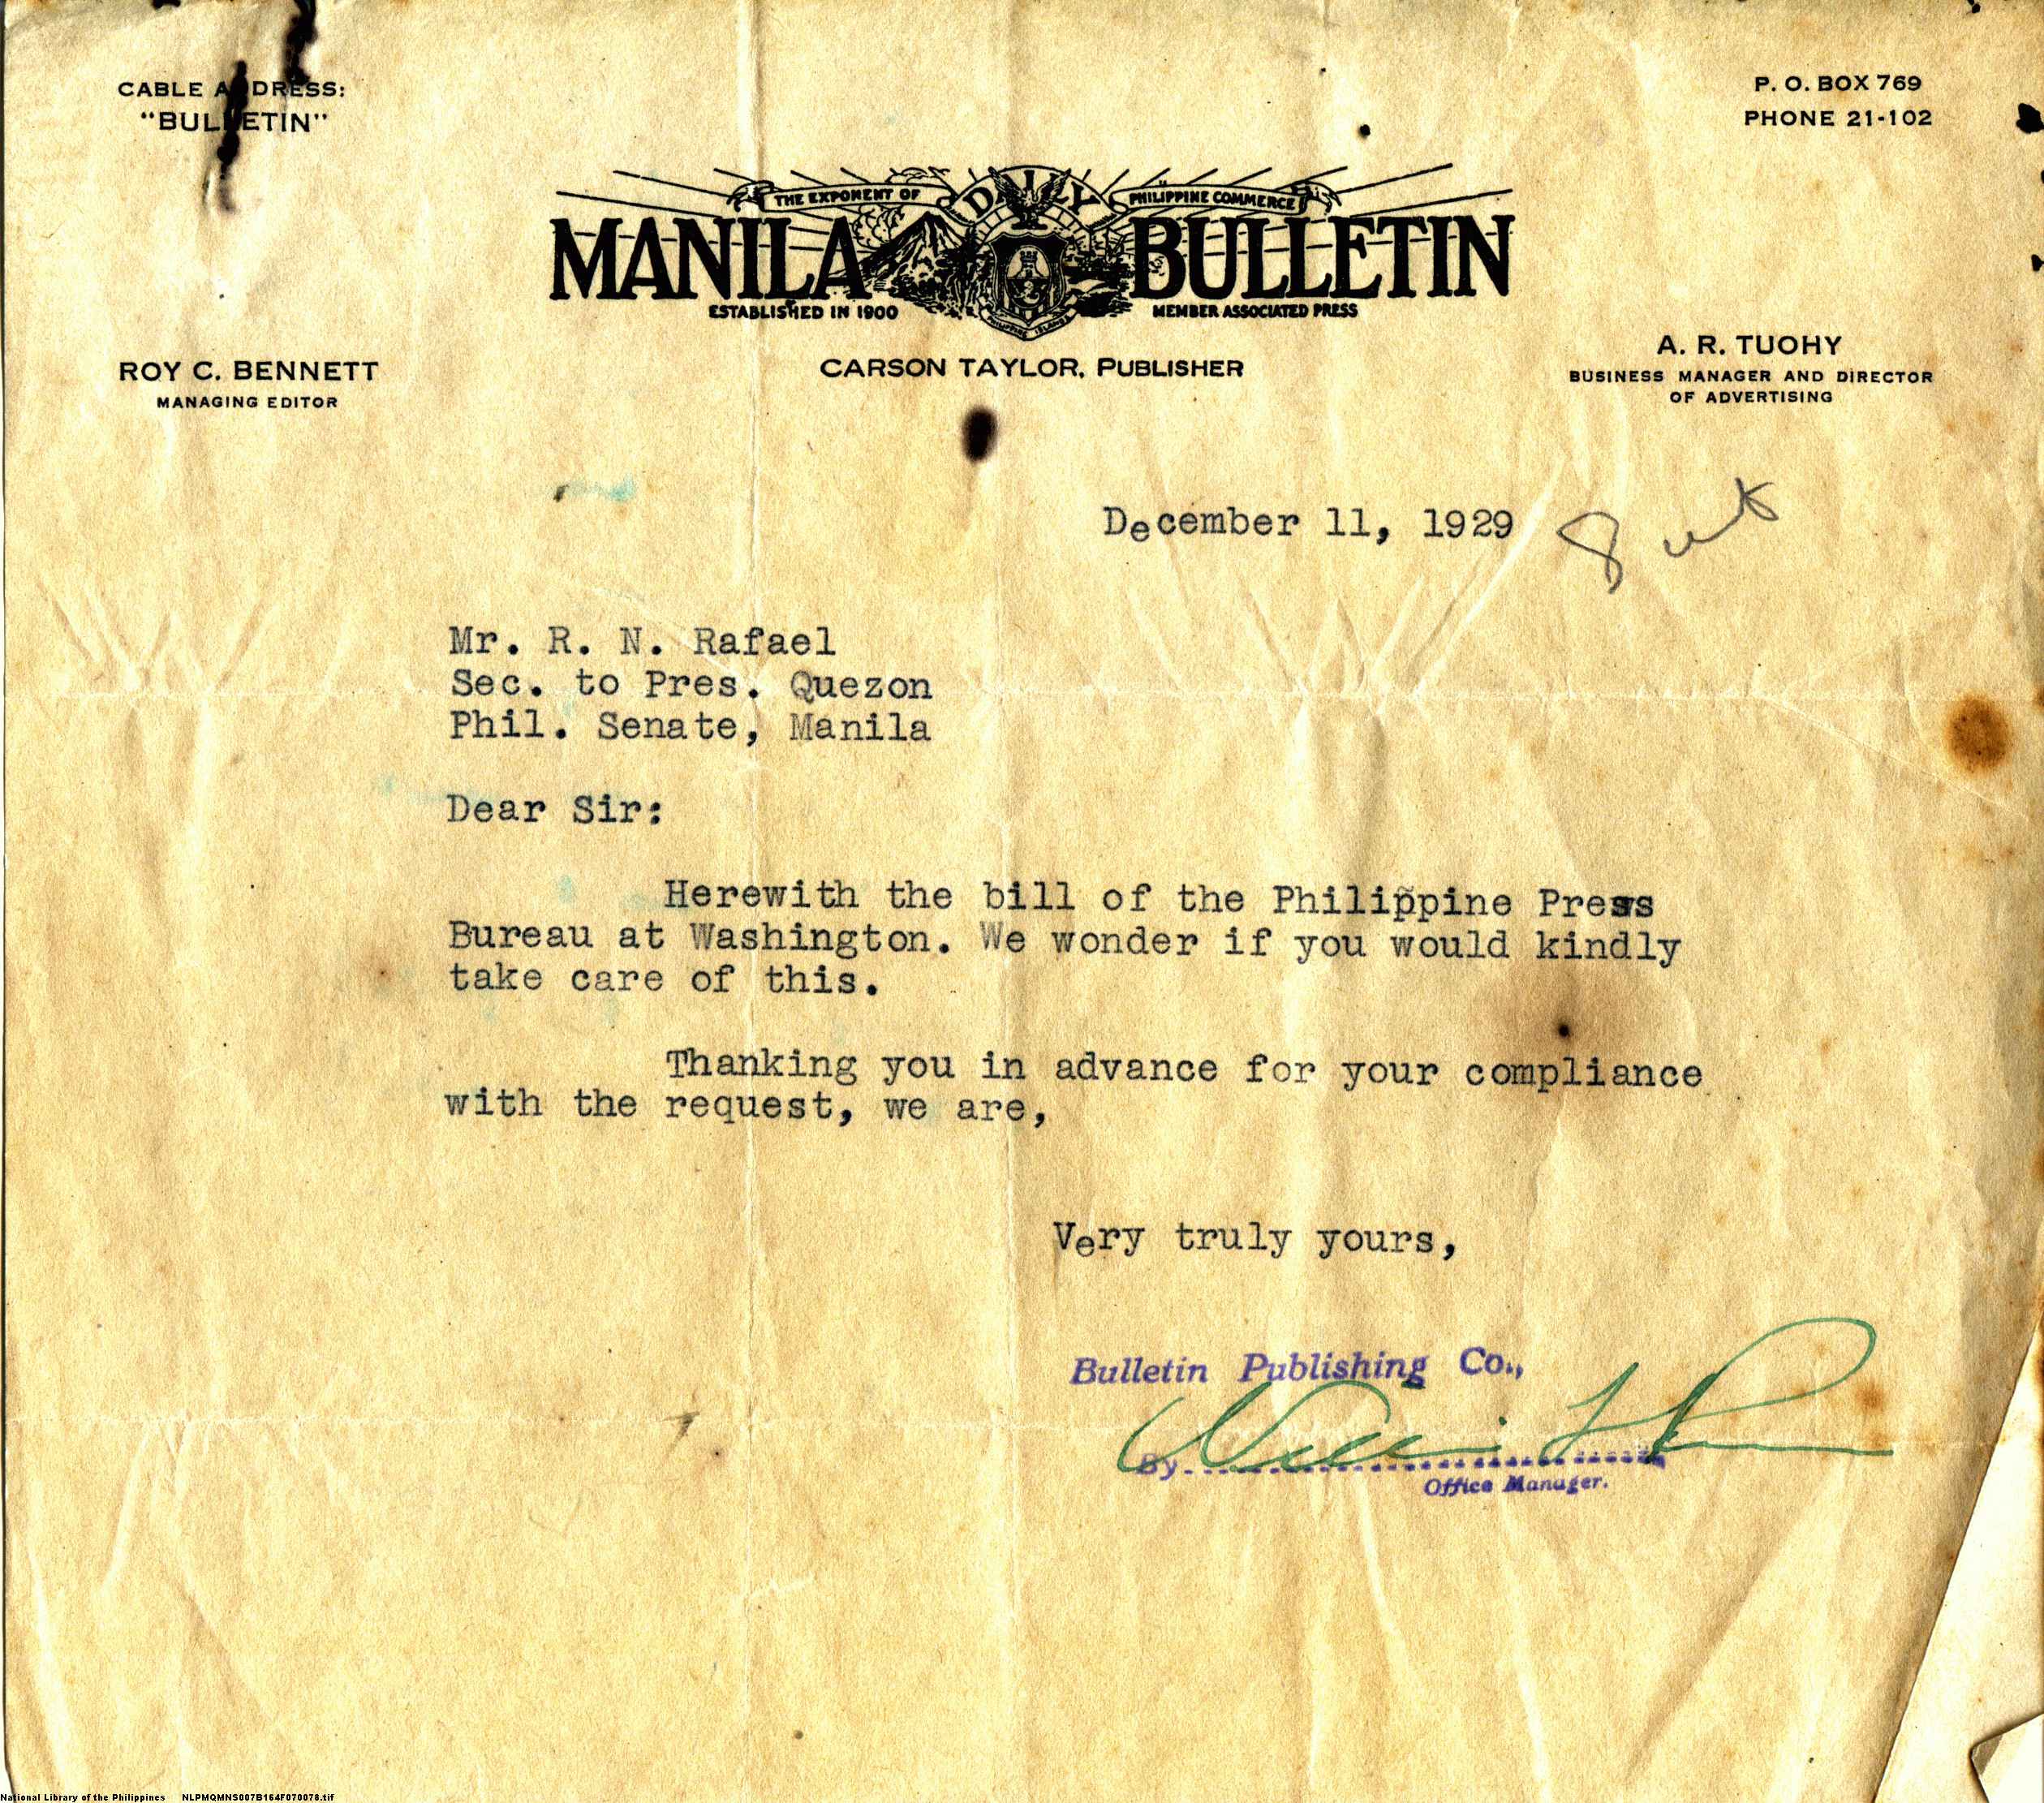 CABLE ADDRESS:
"BULLETIN"
P. O. BOX 769
PHONE 21-102
THE EXPONENT OF
DAILY
PHILIPPINE COMMERCE
MANILA BULLETIN
ESTABLISHED IN 1900
MEMBER ASSOCIATED PRESS
PHILIPPINE ISLANDS
ROY C. BENNETT
MANAGING EDITOR
CARSON TAYLOR, PUBLISHER
A. R. TUOHY
BUSINESS MANAGER AND DIRECTOR
OF ADVERTISING
December 11, 1929
Mr. R. N. Rafael
Sec. to Pres. Quezon
Phil. Senate, Manila
Dear Sir:
Herewith the bill of the Philippine Press
Bureau at Washington. We wonder if you would kindly
take care of this.
Thanking you in advance for your compliance
with the request, we are,
Very truly yours,
Bulletin Publishing Co.,
By
Office Manager.
National Library of the Philippines NLPMQMNS007B164F070078.tif